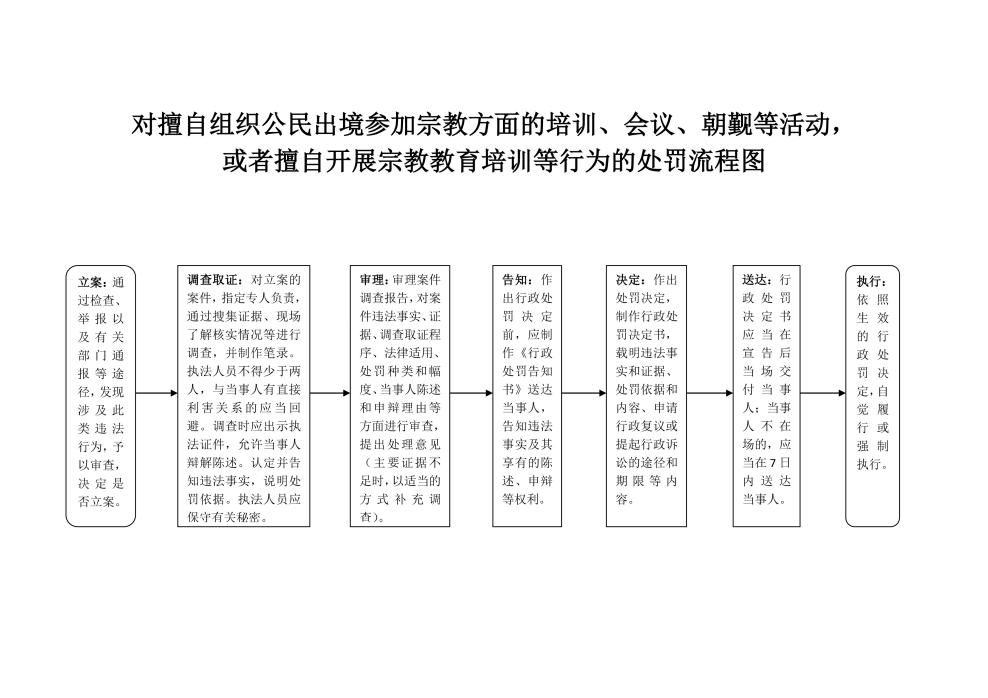 对擅自组织公民出境参加宗教方面的培训、会议、朝觐等活动，
或者擅自开展宗教教育培训等行为的处罚流程图
立案：通
过检查、
举报以
及有关
部门通
报等途
径，发现
涉及此
类违法
行为，予
以审查，
决定是
否立案。
调查取证：对立案的
案件，指定专人负责，
通过搜集证据、现场
了解核实情况等进行
调查，并制作笔录。
执法人员不得少于两
人，与当事人有直接
利害关系的应当回
避。调查时应出示执
法证件，允许当事人
辩解陈述。认定并告
知违法事实，说明处
罚依据。执法人员应
保守有关秘密。
审理：审理案件
调查报告，对案
件违法事实、证
据、调查取证程
序、法律适用、
处罚种类和幅
度、当事人陈述
和申辩理由等
方面进行审查，
提出处理意见
（主要证据不
足时，以适当的
方式补充调
查）。
告知：作
出行政处
罚决定
前，应制
作《行政
处罚告知
书》送达
当事人，
告知违法
事实及其
享有的陈
述、申辩
等权利。
决定：作出
处罚决定，
制作行政处
罚决定书，
载明违法事
实和证据、
处罚依据和
内容、申请
行政复议或
提起行政诉
讼的途径和
期限等内
容。
送达：行
政处罚
决定书
应当在
宣告后
当场交
付当事
人；当事
人不在
场的，应
当在7日
内送达
当事人。
执行：
依照
生效
的行
政处
罚决
定，自
觉履
行或
强制
执行。